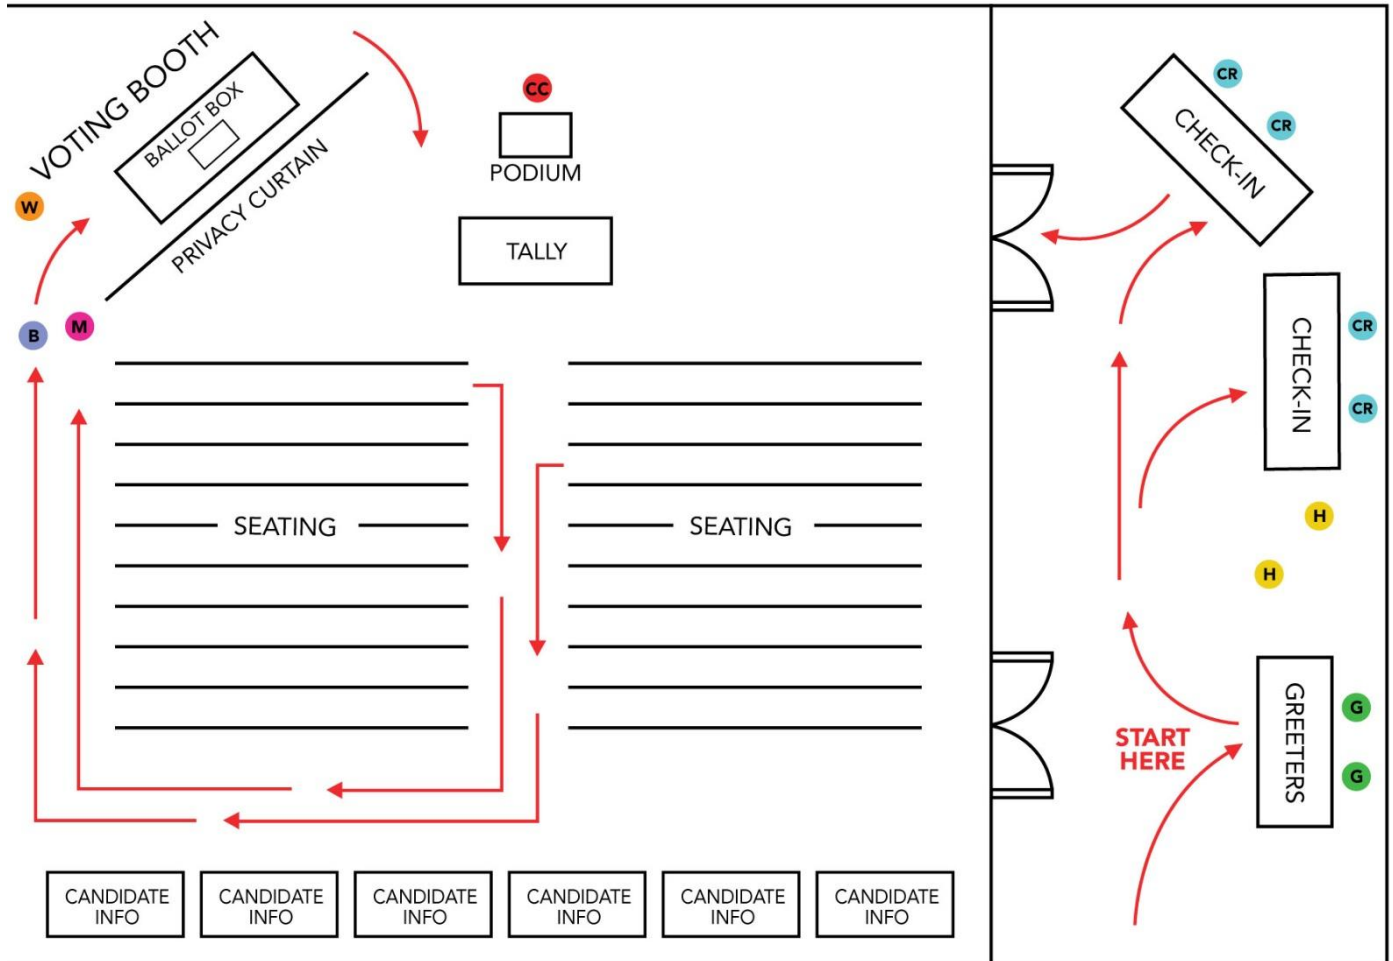 VOTING BOOTH
BALLOT BOX
PRIVACY CURTAIN
W
B
M
CC
PODIUM
TALLY
SEATING
SEATING
CANDIDATE
INFO
CANDIDATE
INFO
CANDIDATE
INFO
CANDIDATE
INFO
CANDIDATE
INFO
CANDIDATE
INFO
CR
CR
CHECK-IN
CHECK-IN
CR
CR
H
H
START
HERE
GREETERS
G
G